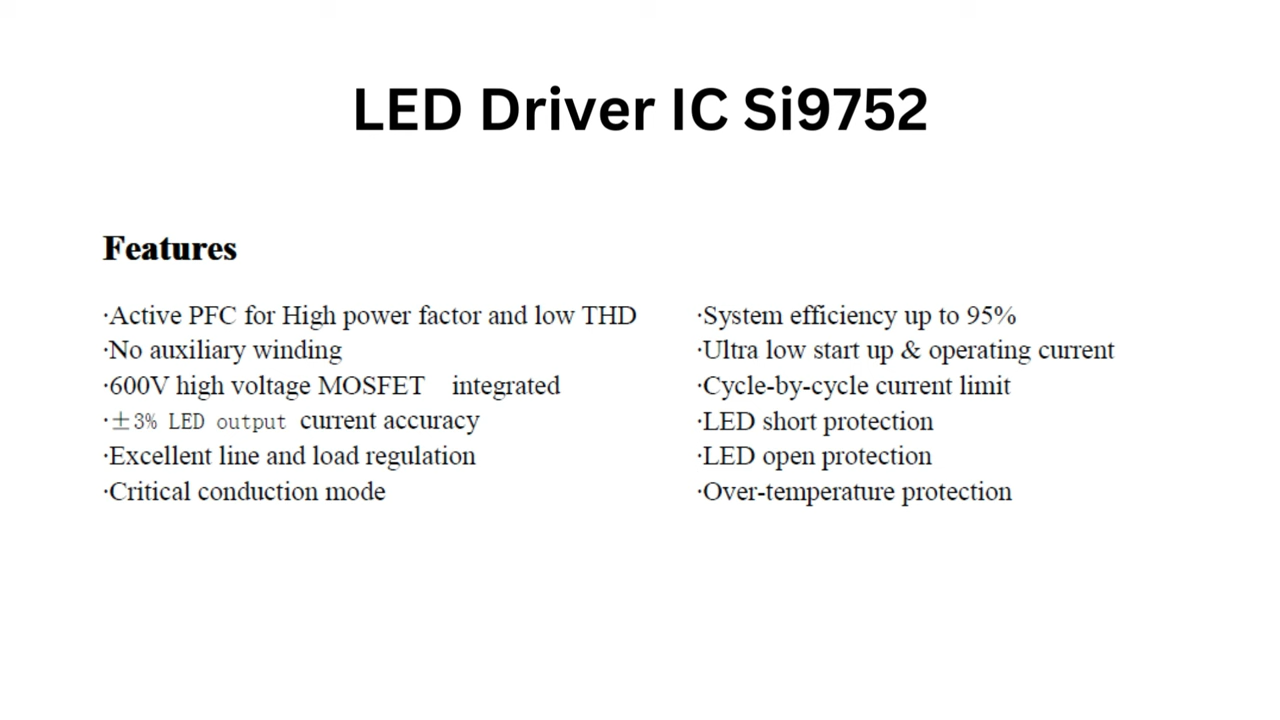 LED Driver IC Si9752
Features
·Active PFC for High power factor and low THD
·No auxiliary winding
·600V high voltage MOSFET integrated
·±3% LED output current accuracy
·Excellent line and load regulation
·Critical conduction mode
·System efficiency up to 95%
·Ultra low start up & operating current
·Cycle-by-cycle current limit
·LED short protection
·LED open protection
·Over-temperature protection